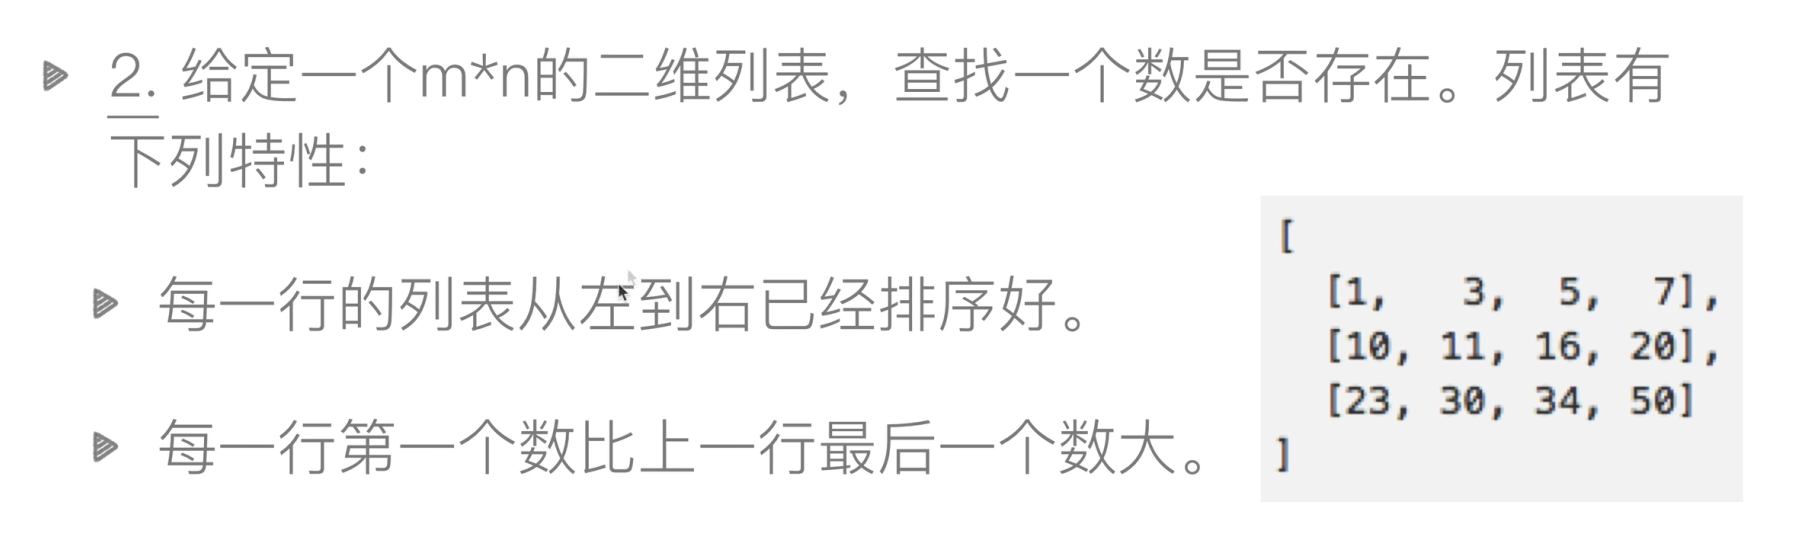 2. 给定一个m*n的二维列表，查找一个数是否存在。列表有
下列特性：
每一行的列表从左到右已经排序好。
每一行第一个数比上一行最后一个数大。
[
[1, 3, 5, 7],
[10, 11, 16, 20],
[23, 30, 34, 50]
]